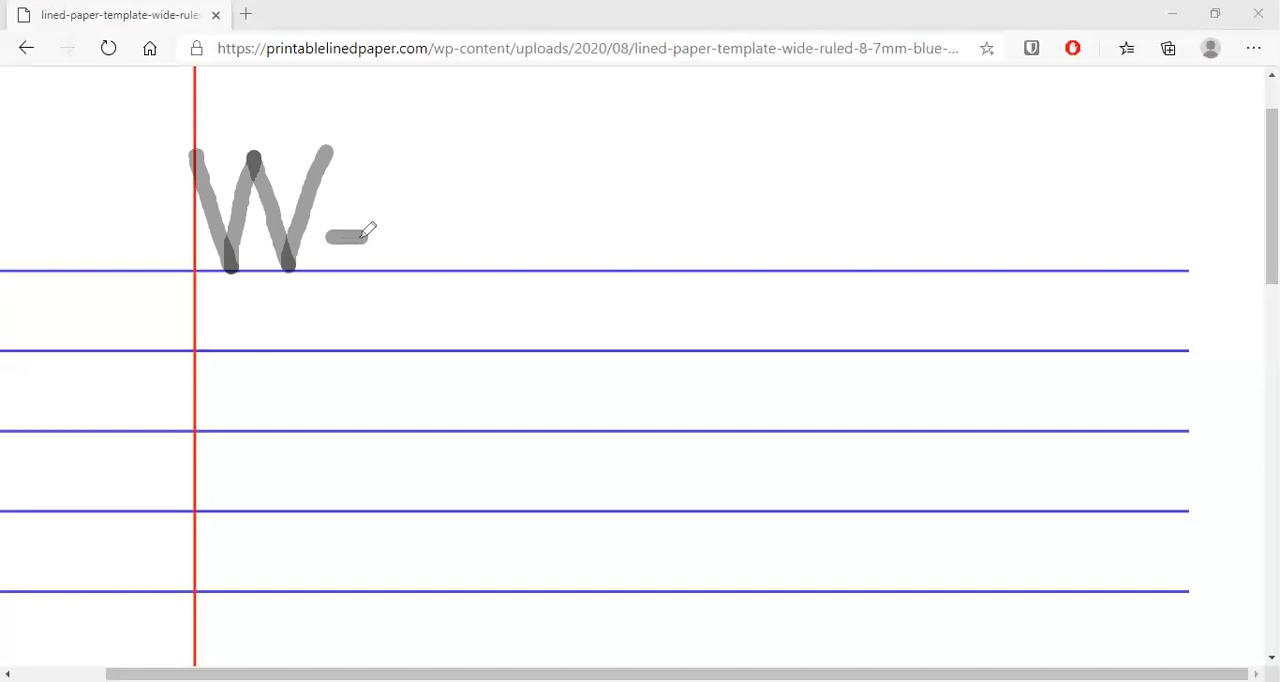 lined-paper-template-wide-rule
https://printablelinedpaper.com/wp-content/uploads/2020/08/lined-paper-template-wide-ruled-8-7mm-blue-...
W-